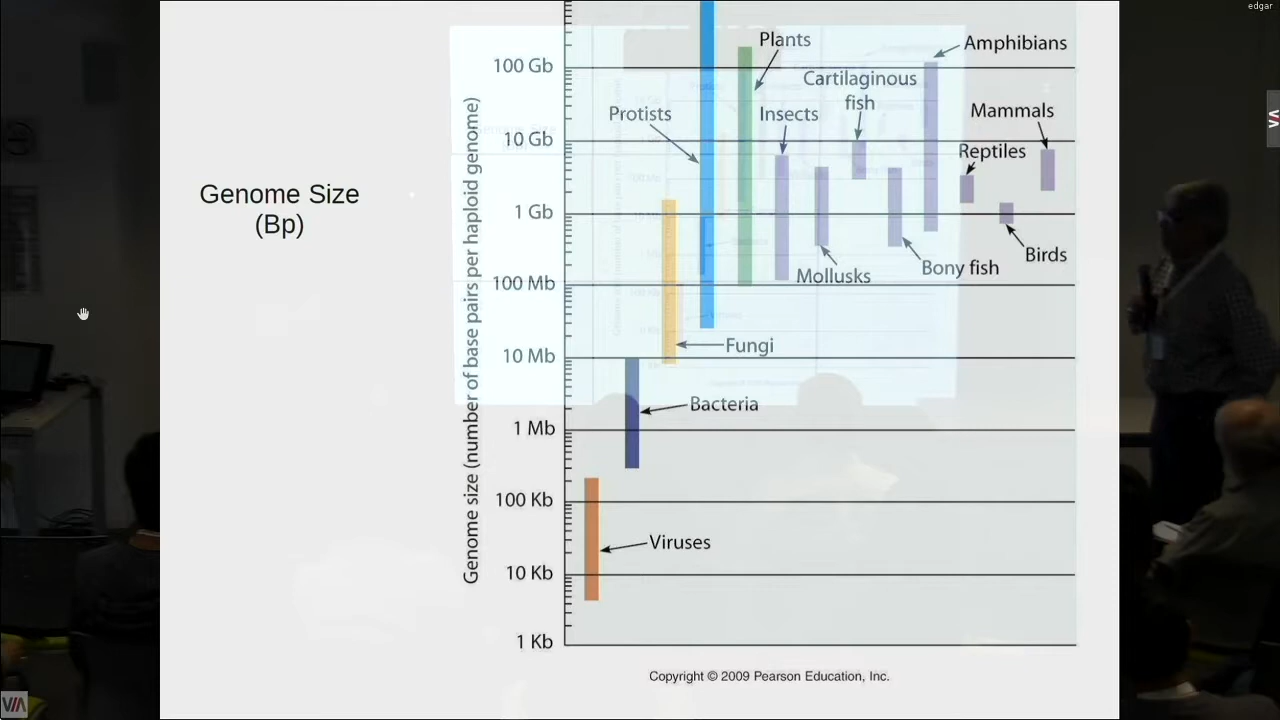 edgar
Genome Size
(Bp)
Genome size (number of base pairs per haploid genome)
100 Gb
10 Gb
1 Gb
100 Mb
10 Mb
1 Mb
100 Kb
10 Kb
1 Kb
Plants
Amphibians
Cartilaginous
fish
Protists
Insects
Mammals
Reptiles
Mollusks
Bony fish
Birds
Fungi
Bacteria
Viruses
Copyright © 2009 Pearson Education, Inc.
VIA